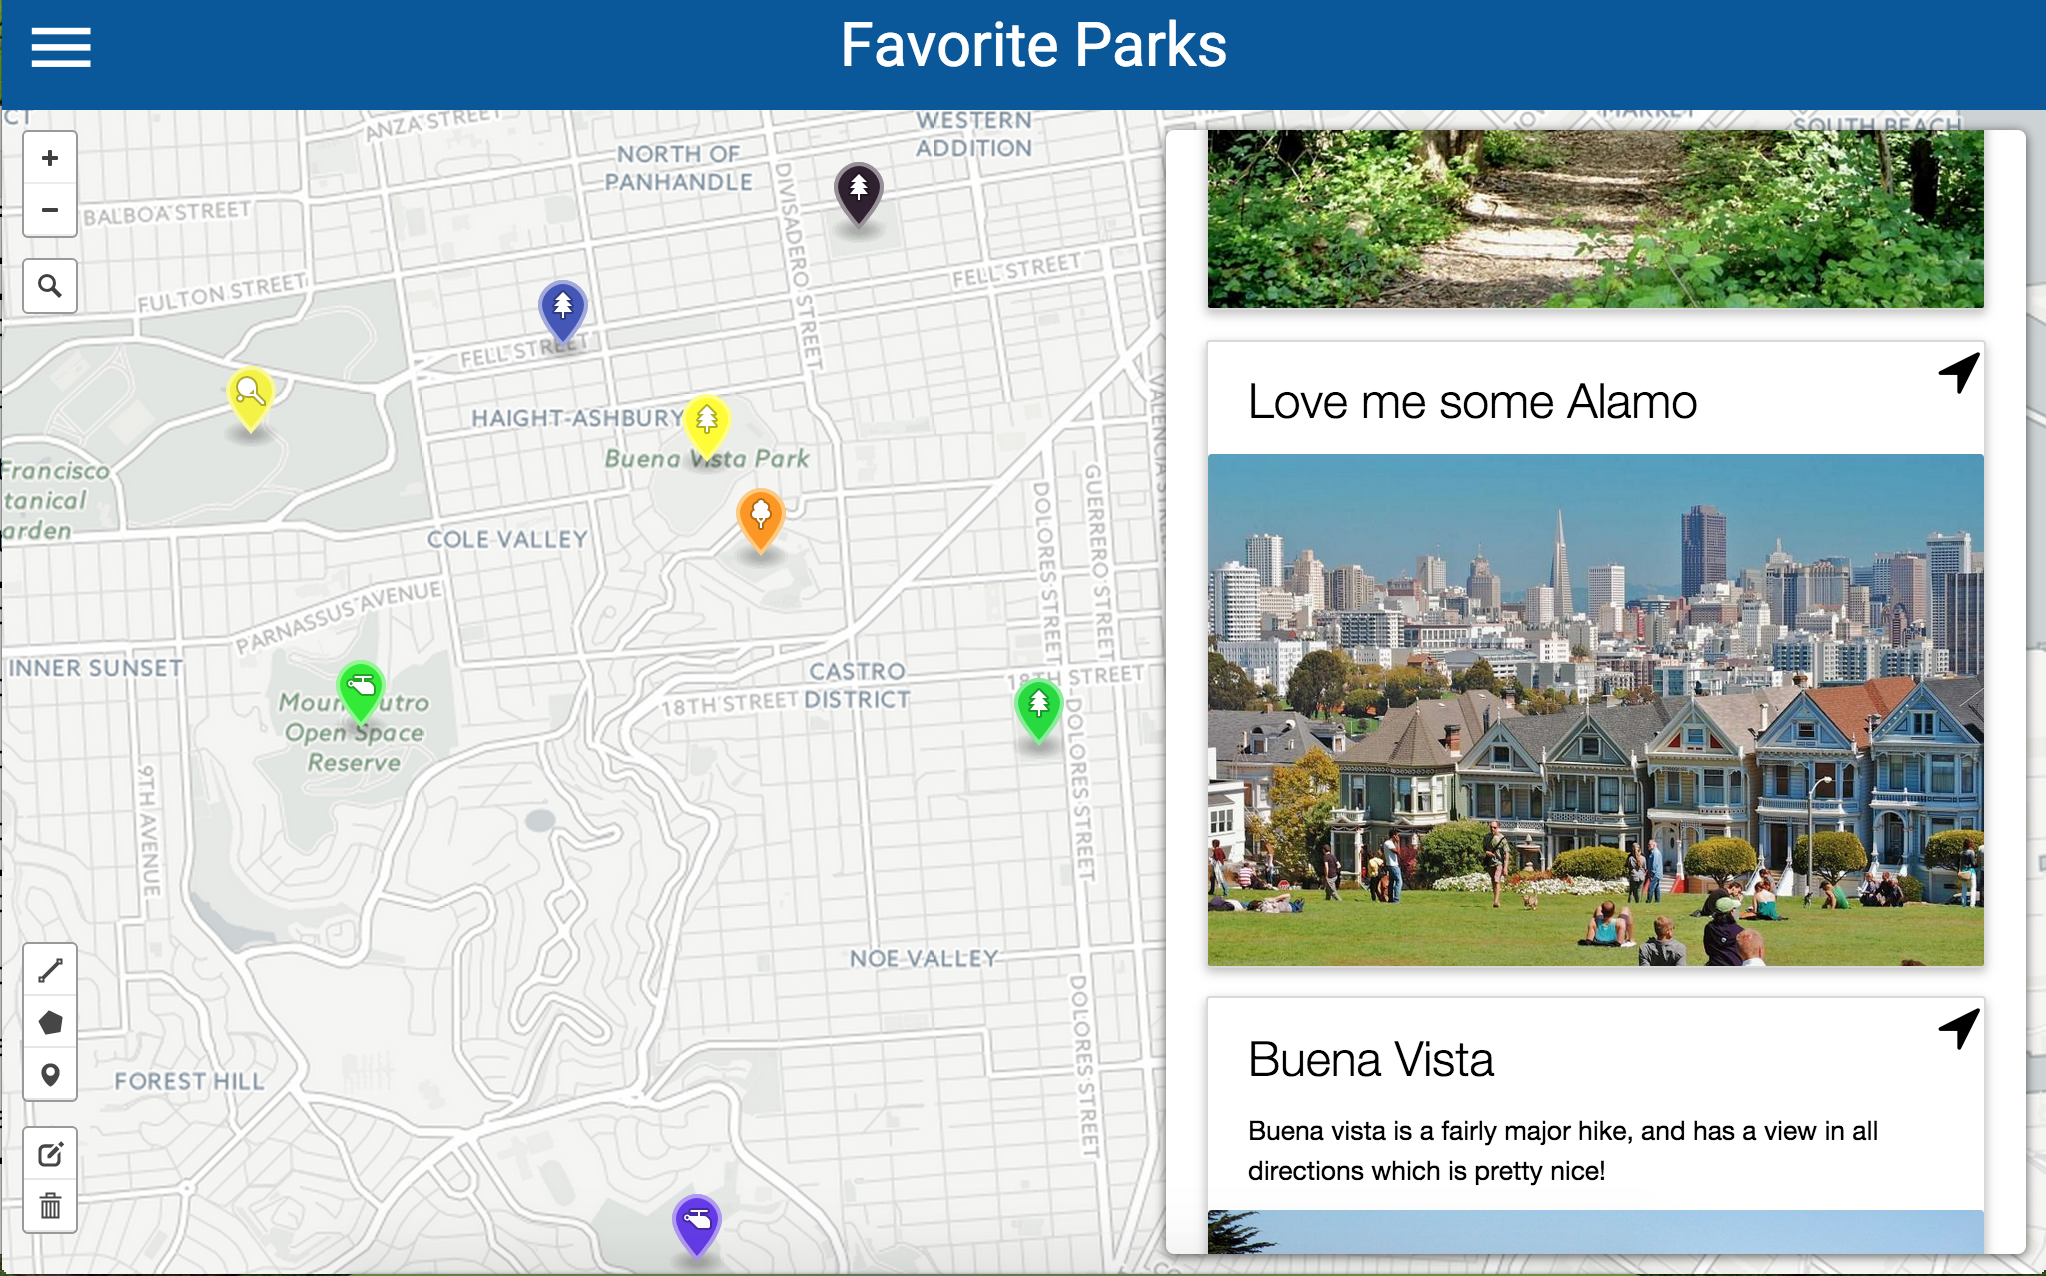 Favorite Parks
CT
ANZA STREET
WESTERN
ADDITION
MARKET
SOUTH BEACH
NORTH OF
PANHANDLE
BALBOA STREET
DIVISADERO STREET
FULTON STREET
FELL STREET
FELL STREET
HAIGHT-ASHBURY
Buena Vista Park
VALENCIA STREET
Francisco
tanical
arden
COLE VALLEY
DOLORES STREET
GUERRERO STREET
PARNASSUS AVENUE
INNER SUNSET
CASTRO
DISTRICT
18TH STREET
18TH STREET
Mount Sutro
Open Space
Reserve
DOLORES STREET
9TH AVENUE
NOE VALLEY
DOLORES STREET
FOREST HILL
Love me some Alamo
Buena Vista
Buena vista is a fairly major hike, and has a view in all
directions which is pretty nice!